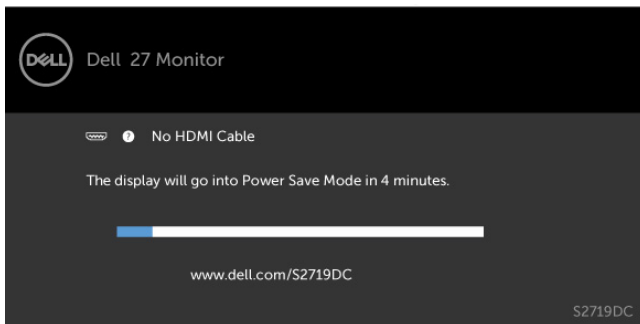 DELL
Dell 27 Monitor
? No HDMI Cable
The display will go into Power Save Mode in 4 minutes.
www.dell.com/S2719DC
S2719DC